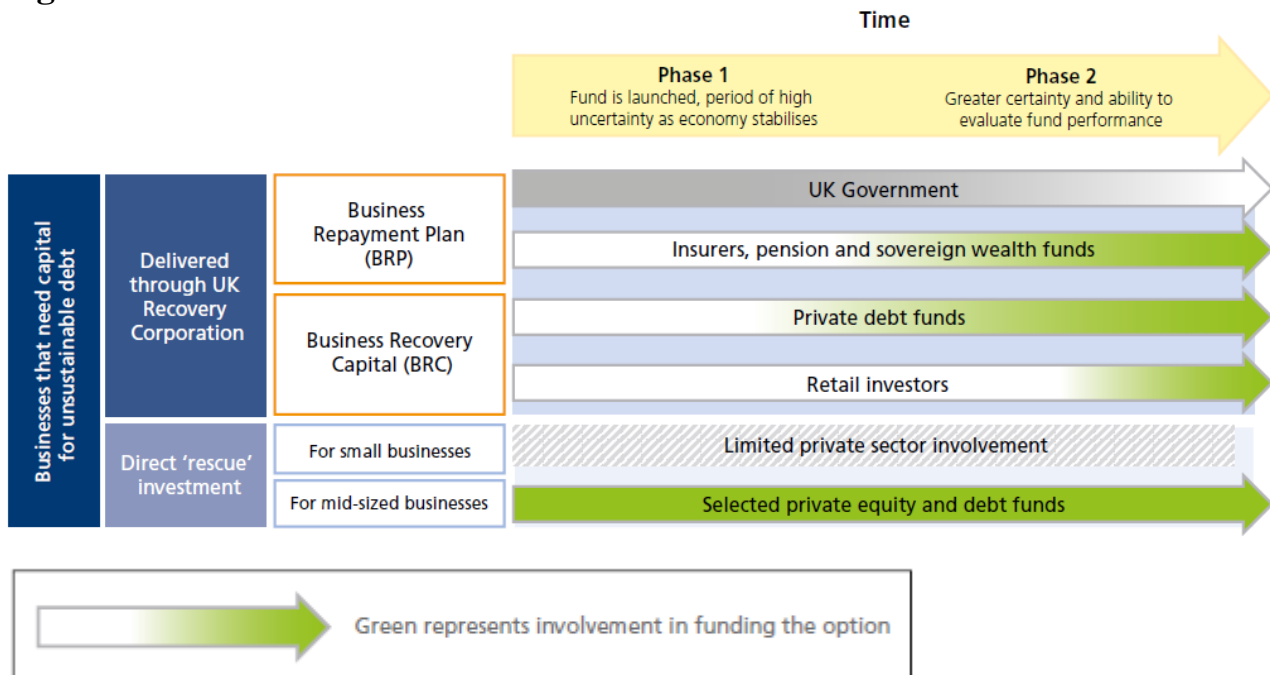 Time
Phase 1
Fund is launched, period of high
uncertainty as economy stabilises
Phase 2
Greater certainty and ability to
evaluate fund performance
Businesses that need capital
for unsustainable debt
Delivered
through UK
Recovery
Corporation
Business
Repayment Plan
(BRP)
Business Recovery
Capital (BRC)
UK Government
Insurers, pension and sovereign wealth funds
Private debt funds
Retail investors
Direct ‘rescue’
investment
For small businesses
Limited private sector involvement
For mid-sized businesses
Selected private equity and debt funds
Green represents involvement in funding the option